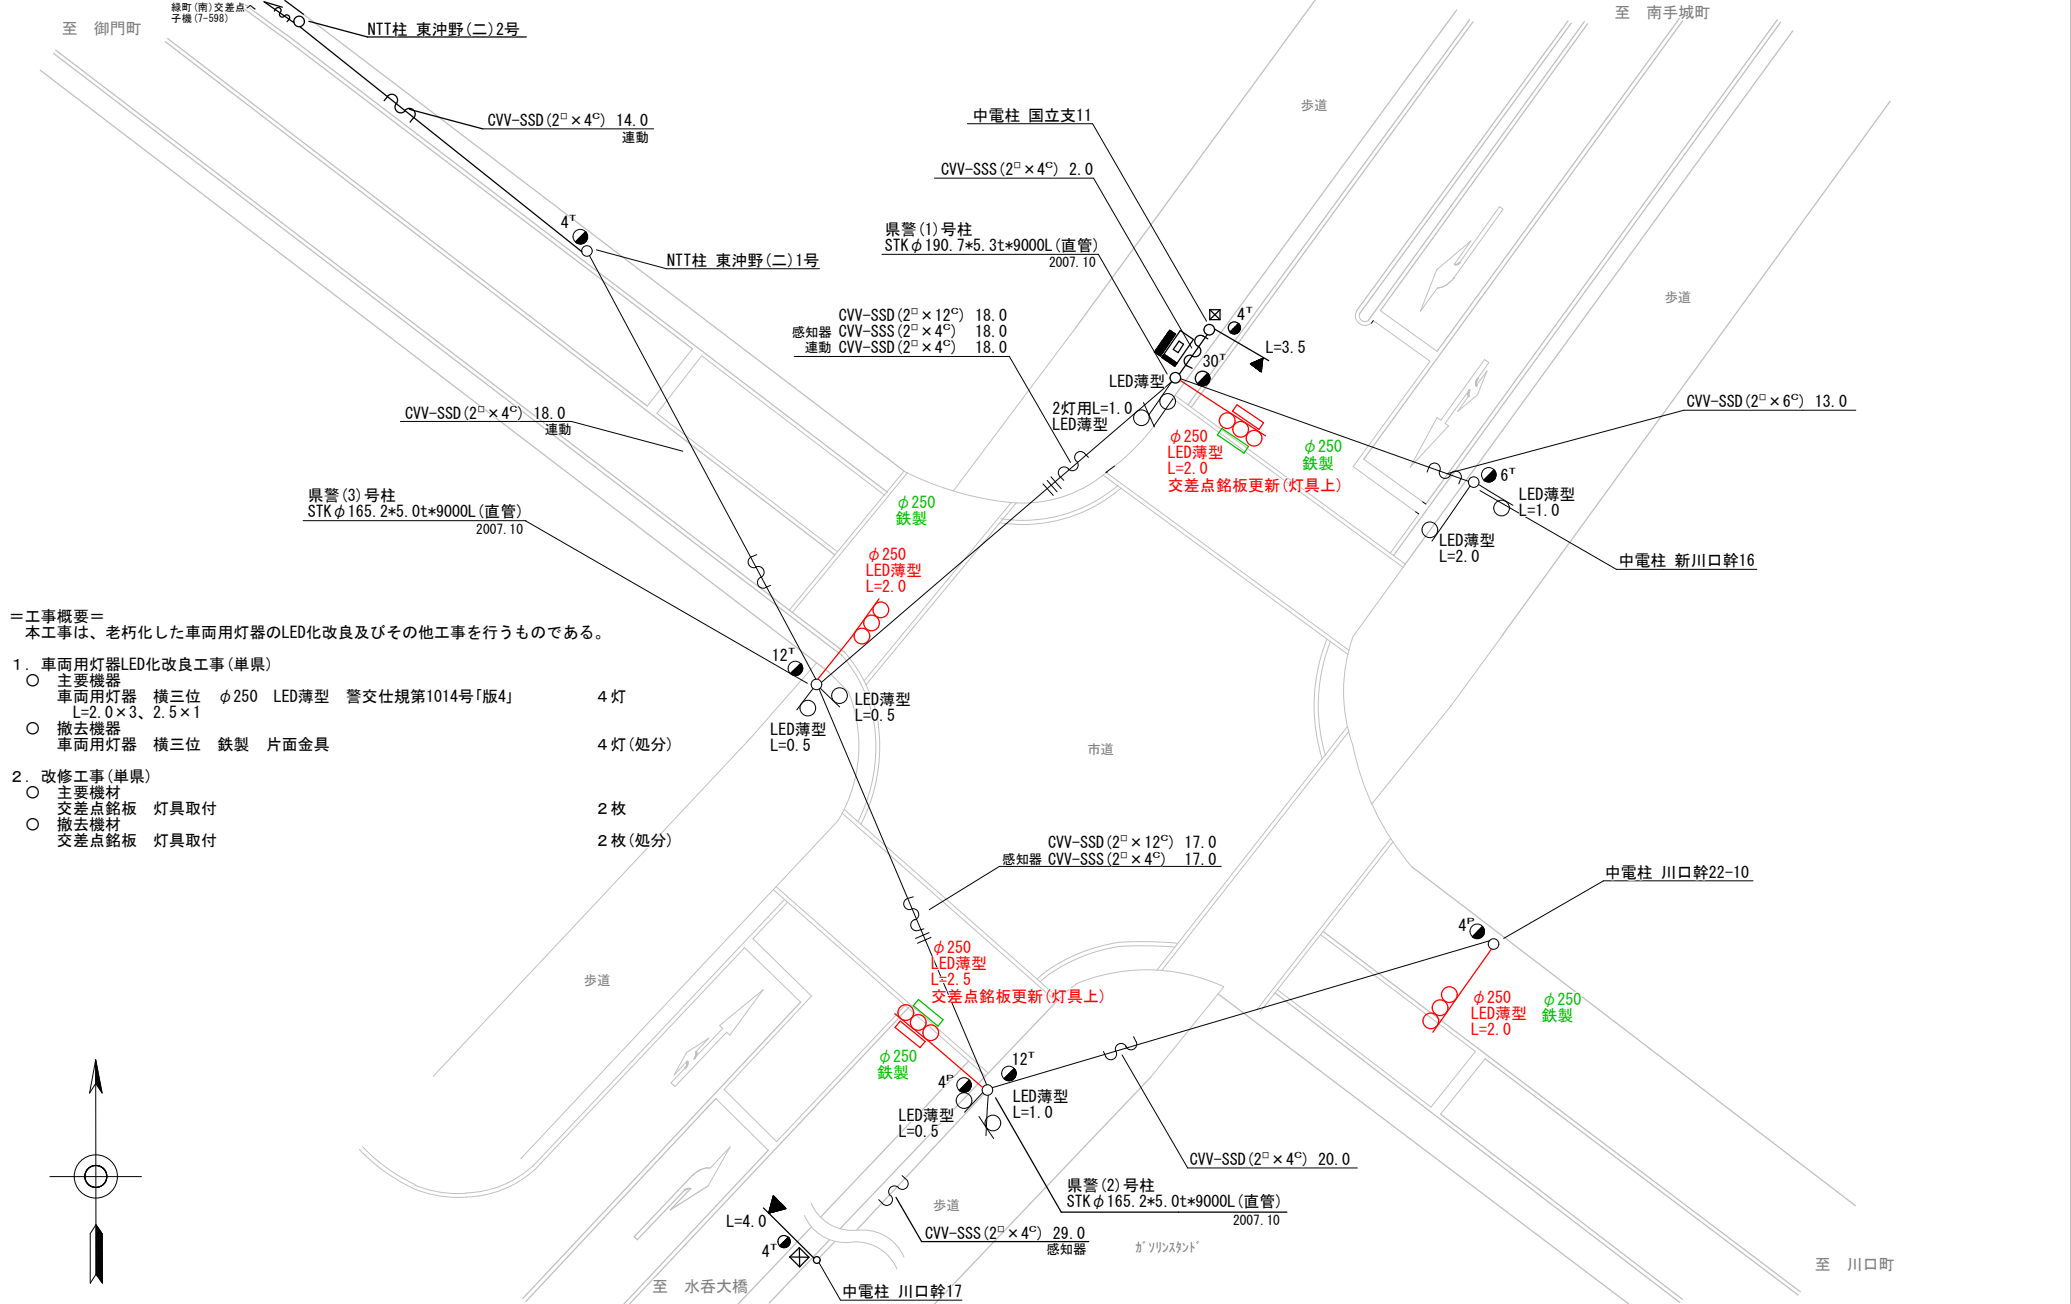 緑町(南)交差点へ
子機(7-598)
至　御門町
NTT柱 東沖野(二)2号
至　南手城町
CVV-SSD(2□×4C) 14.0
連動
中電柱 国立支11
歩道
CVV-SSS(2□×4C) 2.0
4T
NTT柱 東沖野(二)1号
県警(1)号柱
STKφ190.7*5.3t*9000L(直管)
2007.10
歩道
CVV-SSD(2□×12C) 18.0
感知器 CVV-SSS(2□×4C) 18.0
連動 CVV-SSD(2□×4C) 18.0
4T
L=3.5
30T
LED薄型
2灯用L=1.0
LED薄型
CVV-SSD(2□×4C) 18.0
連動
CVV-SSD(2□×6C) 13.0
φ250
LED薄型
L=2.0
交差点銘板更新(灯具上)
φ250
鉄製
6T
LED薄型
L=1.0
LED薄型
L=2.0
中電柱 新川口幹16
県警(3)号柱
STKφ165.2*5.0t*9000L(直管)
2007.10
φ250
鉄製
φ250
LED薄型
L=2.0
=工事概要=
本工事は、老朽化した車両用灯器のLED化改良及びその他工事を行うものである。
1. 車両用灯器LED化改良工事(単県)
○　主要機器
車両用灯器　横三位　φ250　LED薄型　警交仕規第1014号「版4」　4灯
L=2.0×3、2.5×1
○　撤去機器
車両用灯器　横三位　鉄製　片面金具　4灯(処分)
2. 改修工事(単県)
○　主要機材
交差点銘板　灯具取付　2枚
○　撤去機材
交差点銘板　灯具取付　2枚(処分)
12T
LED薄型
L=0.5
LED薄型
L=0.5
市道
CVV-SSD(2□×12C) 17.0
感知器 CVV-SSS(2□×4C) 17.0
中電柱 川口幹22-10
4P
φ250
LED薄型
L=2.5
交差点銘板更新(灯具上)
歩道
φ250
LED薄型
L=2.0
φ250
鉄製
φ250
鉄製
12T
4P
LED薄型
L=1.0
LED薄型
L=0.5
CVV-SSD(2□×4C) 20.0
県警(2)号柱
STKφ165.2*5.0t*9000L(直管)
2007.10
歩道
L=4.0
4T
CVV-SSS(2□×4C) 29.0
感知器
ガソリンスタンド
至　水呑大橋
中電柱 川口幹17
至　川口町